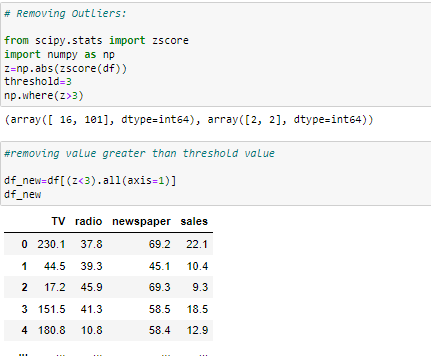 # Removing Outliers:
from scipy.stats import zscore
import numpy as np
z=np.abs(zscore(df))
threshold=3
np.where(z>3)
(array([ 16, 101], dtype=int64), array([2, 2], dtype=int64))
#removing value greater than threshold value
df_new=df[(z<3).all(axis=1)]
df_new
TV radio newspaper sales
0 230.1 37.8 69.2 22.1
1 44.5 39.3 45.1 10.4
2 17.2 45.9 69.3 9.3
3 151.5 41.3 58.5 18.5
4 180.8 10.8 58.4 12.9
... ... ... ... ...